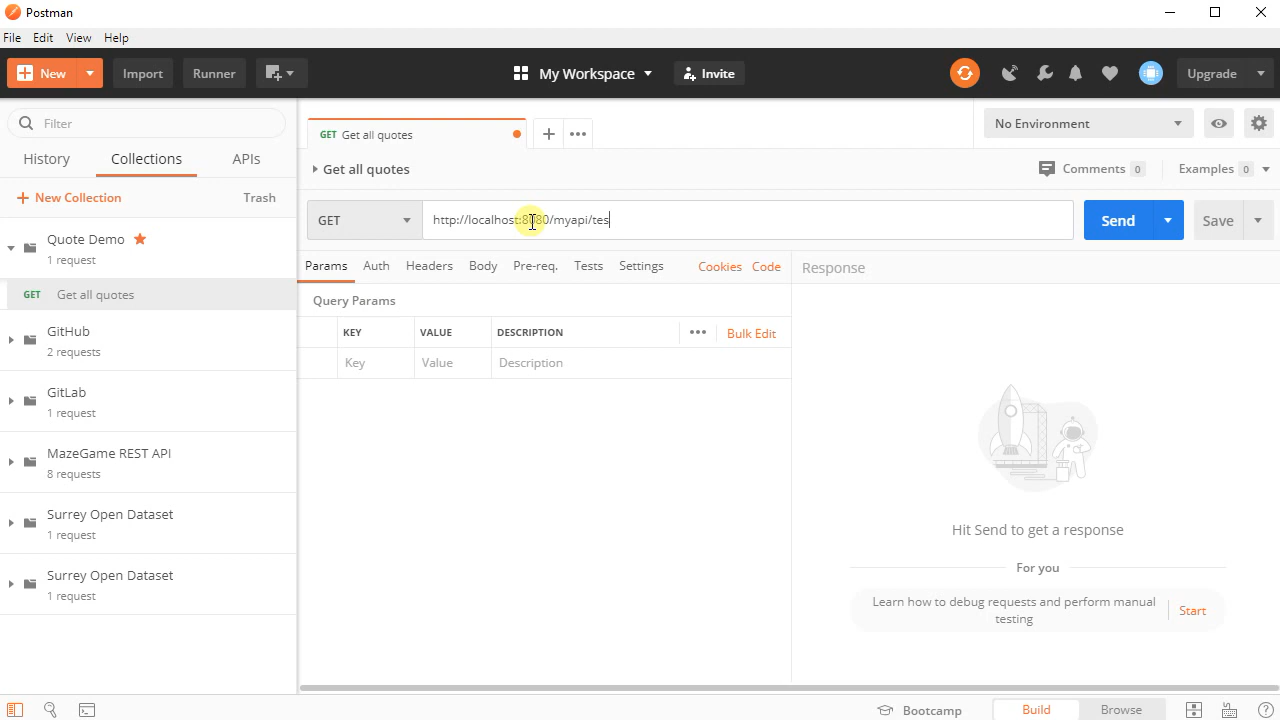 Postman
File Edit View Help
New Import Runner My Workspace Invite Upgrade
Filter
History Collections APIs
New Collection Trash
Quote Demo
1 request
GET Get all quotes
GitHub
2 requests
GitLab
1 request
MazeGame REST API
8 requests
Surrey Open Dataset
1 request
Surrey Open Dataset
1 request
GET Get all quotes
No Environment
Get all quotes
Comments 0 Examples 0
GET http://localhost:8080/myapi/tes Send Save
Params Auth Headers Body Pre-req. Tests Settings Cookies Code
Query Params
KEY VALUE DESCRIPTION Bulk Edit
Key Value Description
Response
Hit Send to get a response
For you
Learn how to debug requests and perform manual
testing
Start
Bootcamp Build Browse